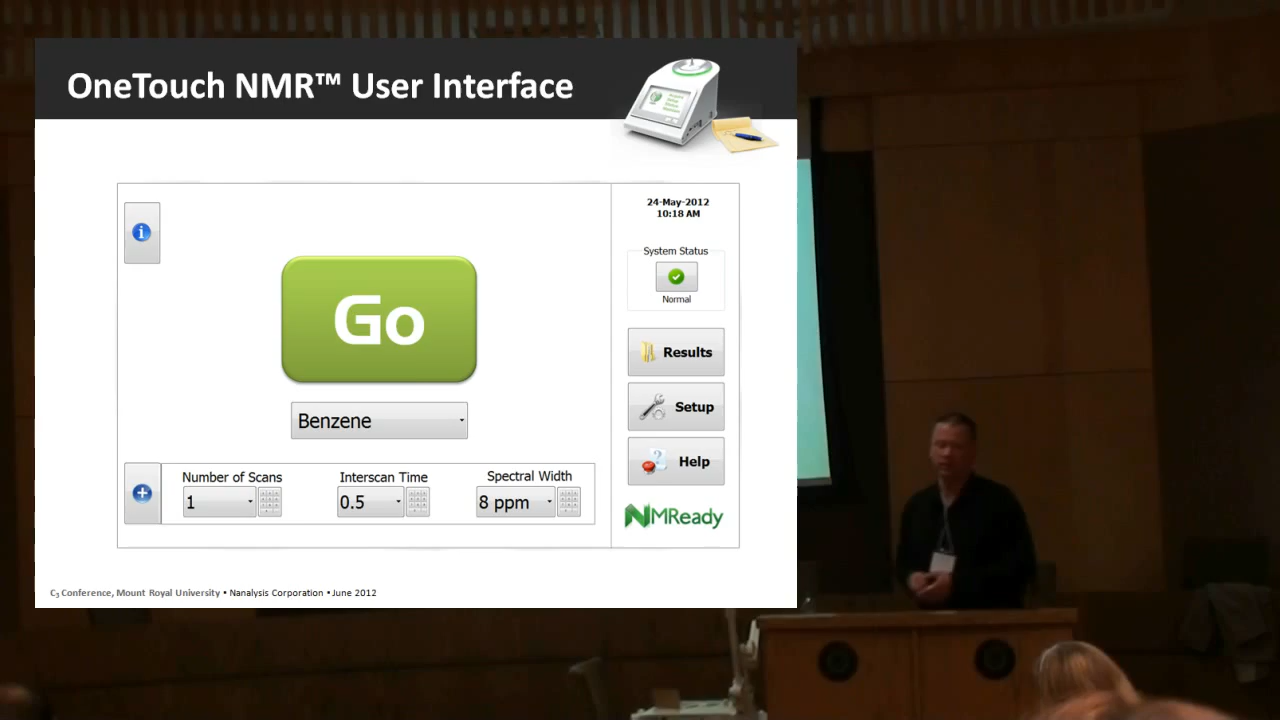 OneTouch NMR™ User Interface
24-May-2012
10:18 AM
System Status
Normal
Go
Results
Benzene
Setup
Help
Number of Scans
Interscan Time
Spectral Width
1
0.5
8 ppm
NMReady
C3 Conference, Mount Royal University • Nanalysis Corporation • June 2012